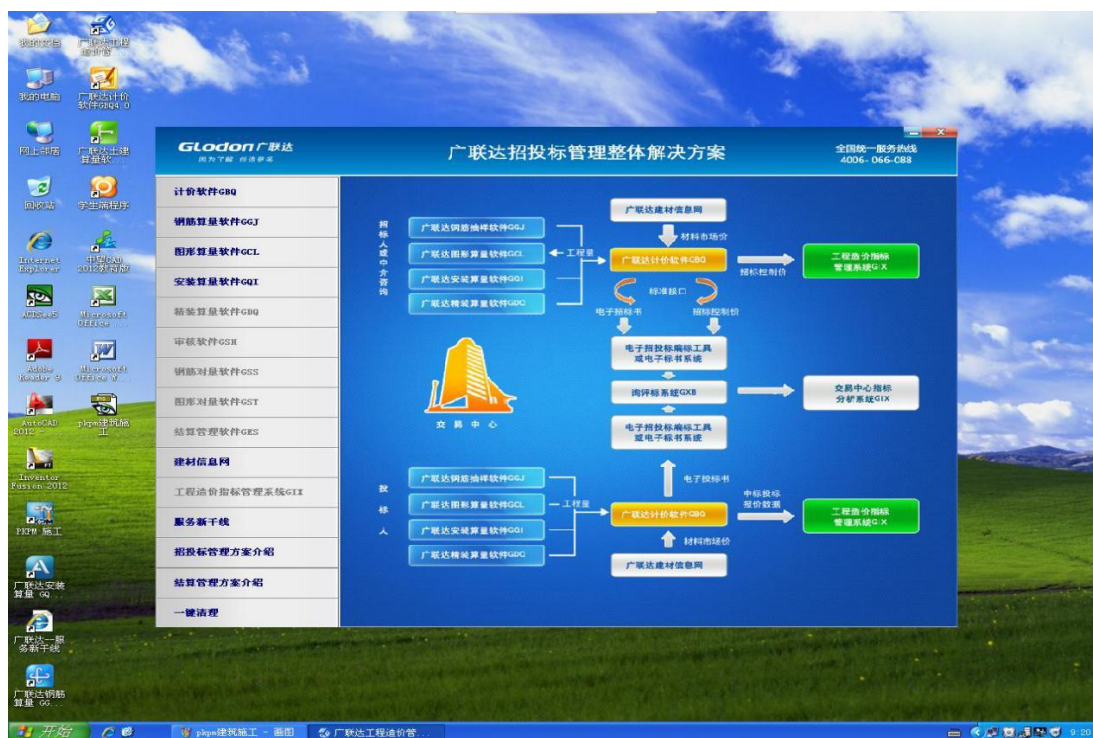 我的文档
广联达工程
造价管
我的电脑
广联达计价
软件GBQ4.0
网上邻居
广联达土建
算量软...
回收站
学生端程序
Internet
Explorer
中望CAD
2012教育版
ACDSee5
Microsoft
Office ...
Adobe
Reader 9
Microsoft
Office W...
AutoCAD
2012 -
pkpm建筑施
工
Inventor
Fusion 2012
PKPM 施工
广联达安装
算量 GQ...
广联达--服
务新干线
广联达钢筋
算量 GG...
GLodon广联达
全国统一服务热线
4006-066-088
广联达招投标管理整体解决方案
计价软件GBQ
钢筋算量软件GGJ
图形算量软件GCL
安装算量软件GQI
精装算量软件GDQ
审核软件GSH
钢筋对量软件GSS
图形对量软件GST
结算管理软件GES
建材信息网
工程造价指标管理系统GIX
服务新干线
招投标管理方案介绍
结算管理方案介绍
一键清理
招标人或中介咨询
广联达钢筋抽样软件GGJ
广联达图形算量软件GCL
广联达安装算量软件GQI
广联达精装算量软件GDC
工程量
广联达建材信息网
材料市场价
广联达计价软件GBQ
招标控制价
工程造价指标
管理系统GIX
标准接口
电子招标书
招标控制价
电子招投标编标工具
或电子标书系统
询评标系统GXB
交易中心指标
分析系统GIX
电子招投标编标工具
或电子标书系统
交易中心
电子投标书
投标人
广联达钢筋抽样软件GGJ
广联达图形算量软件GCL
广联达安装算量软件GQI
广联达精装算量软件GDC
工程量
广联达计价软件GBQ
中标投标
报价数据
工程造价指标
管理系统GIX
材料市场价
广联达建材信息网
开始
pkpm建筑施工 - 画图
广联达工程造价管...
9:20